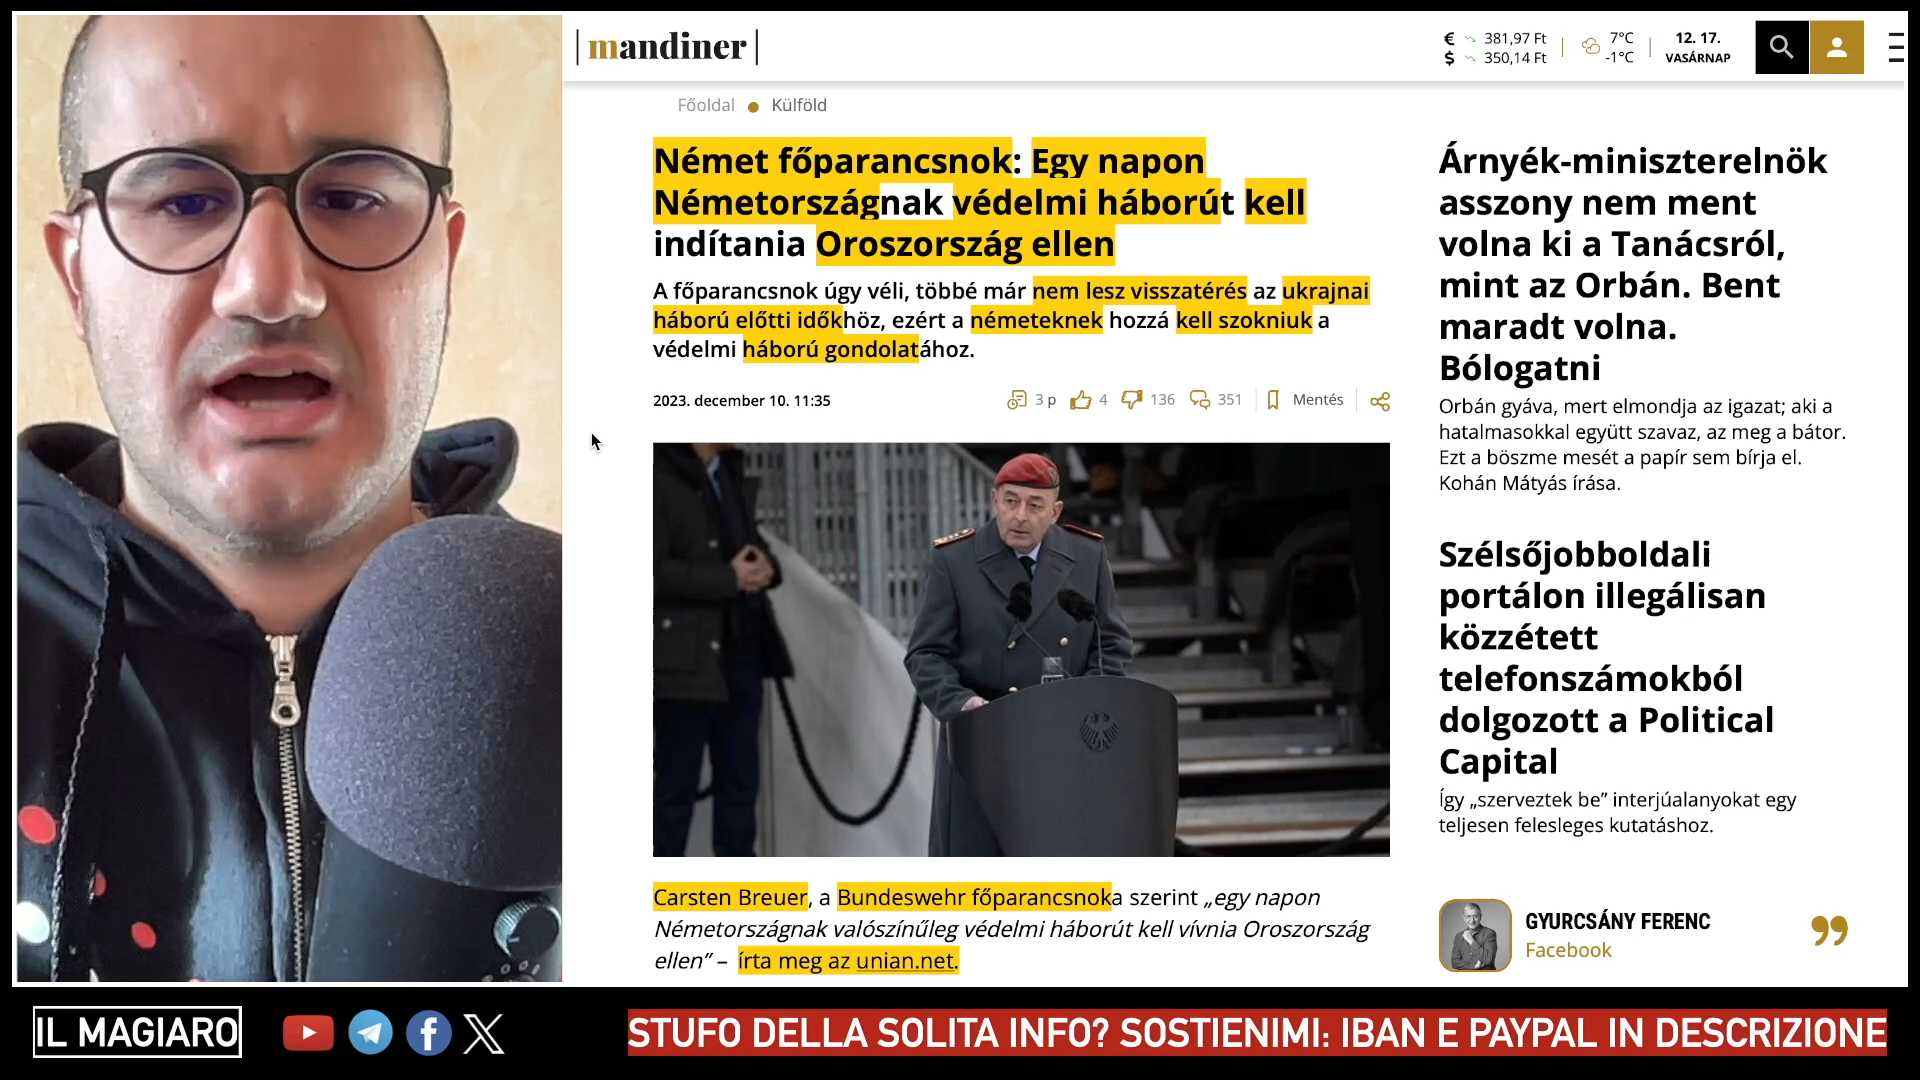 mandiner
€ 381,97 Ft
$ 350,14 Ft
7°C
-1°C
12. 17.
VASÁRNAP
Főoldal Külföld
Német főparancsnok: Egy napon
Németországnak védelmi háborút kell
indítania Oroszország ellen
A főparancsnok úgy véli, többé már nem lesz visszatérés az ukrajnai
háború előtti időkhöz, ezért a németeknek hozzá kell szokniuk a
védelmi háború gondolatához.
2023. december 10. 11:35
3 p 4 136 351 Mentés
Carsten Breuer, a Bundeswehr főparancsnoka szerint „egy napon
Németországnak valószínűleg védelmi háborút kell vívnia Oroszország
ellen” – írta meg az unian.net.
Árnyék-miniszterelnök
asszony nem ment
volna ki a Tanácsról,
mint az Orbán. Bent
maradt volna.
Bólogatni
Orbán gyáva, mert elmondja az igazat; aki a
hatalmasokkal együtt szavaz, az meg a bátor.
Ezt a böszme mesét a papír sem bírja el.
Kohán Mátyás írása.
Szélsőjobboldali
portálon illegálisan
közzétett
telefonszámokból
dolgozott a Political
Capital
Így „szerveztek be” interjúalanyokat egy
teljesen felesleges kutatáshoz.
GYURCSÁNY FERENC
Facebook
IL MAGIARO
STUFO DELLA SOLITA INFO? SOSTIENIMI: IBAN E PAYPAL IN DESCRIZIONE